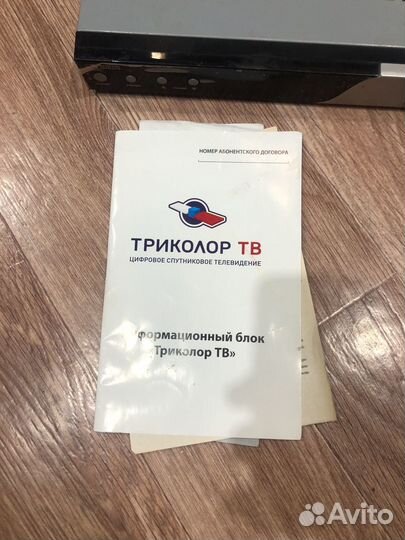 НОМЕР АБОНЕНТСКОГО ДОГОВОРА
ТРИКОЛОР ТВ
ЦИФРОВОЕ СПУТНИКОВОЕ ТЕЛЕВИДЕНИЕ
формационный блок
Триколор ТВ»
Avito